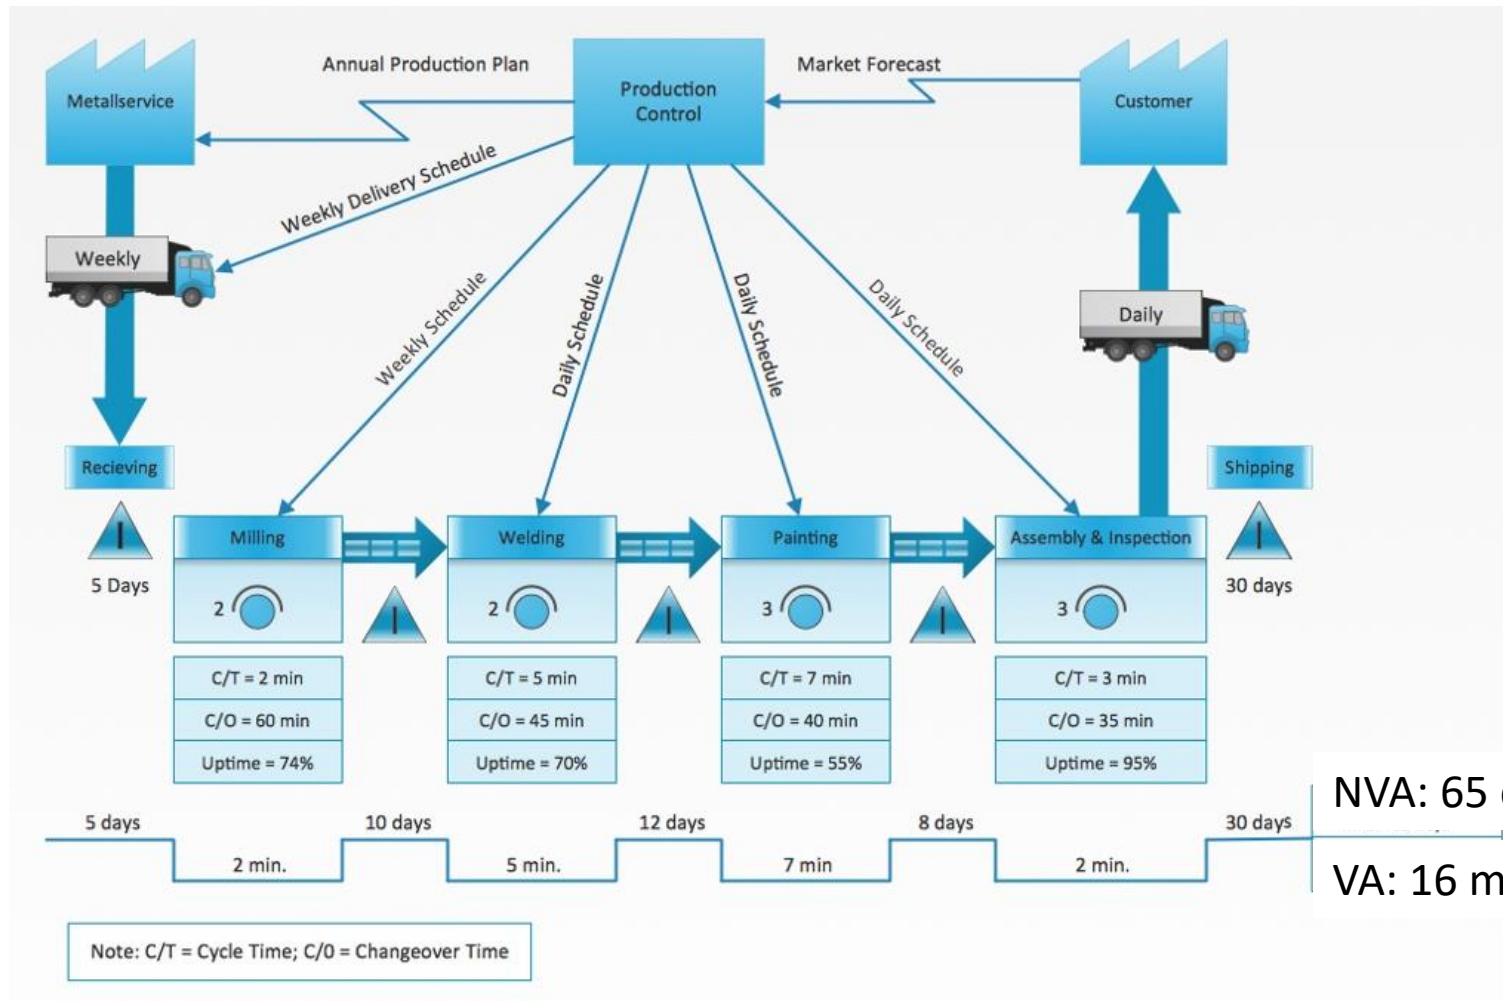 Metallservice
Annual Production Plan
Production
Control
Market Forecast
Customer
Weekly Delivery Schedule
Weekly
Weekly Schedule
Daily Schedule
Daily Schedule
Daily Schedule
Daily
Recieving
Shipping
5 Days
30 days
Milling
Welding
Painting
Assembly & Inspection
2
2
3
3
C/T = 2 min
C/T = 5 min
C/T = 7 min
C/T = 3 min
C/O = 60 min
C/O = 45 min
C/O = 40 min
C/O = 35 min
Uptime = 74%
Uptime = 70%
Uptime = 55%
Uptime = 95%
5 days
10 days
12 days
8 days
30 days
NVA: 65
2 min.
5 min.
7 min
2 min.
VA: 16 m
Note: C/T = Cycle Time; C/0 = Changeover Time